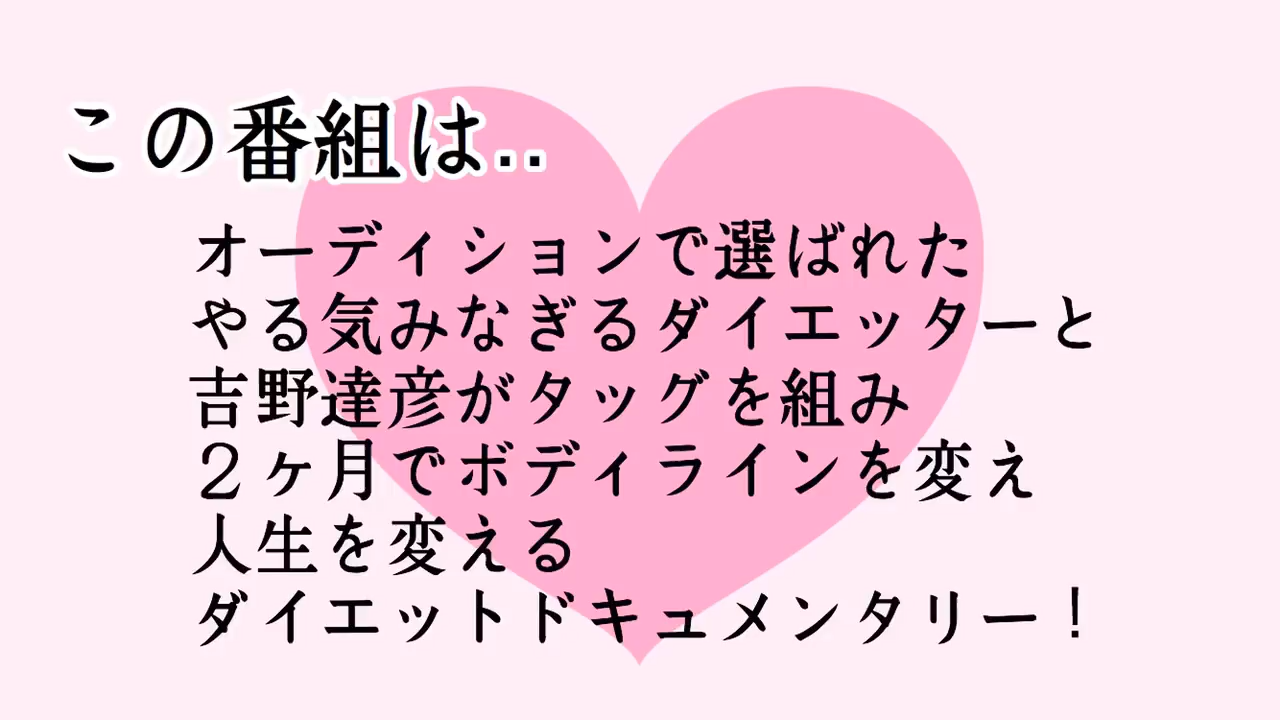 この番組は..
オーディションで選ばれた
やる気みなぎるダイエッターと
吉野達彦がタッグを組み
２ヶ月でボディラインを変え
人生を変える
ダイエットドキュメンタリー！